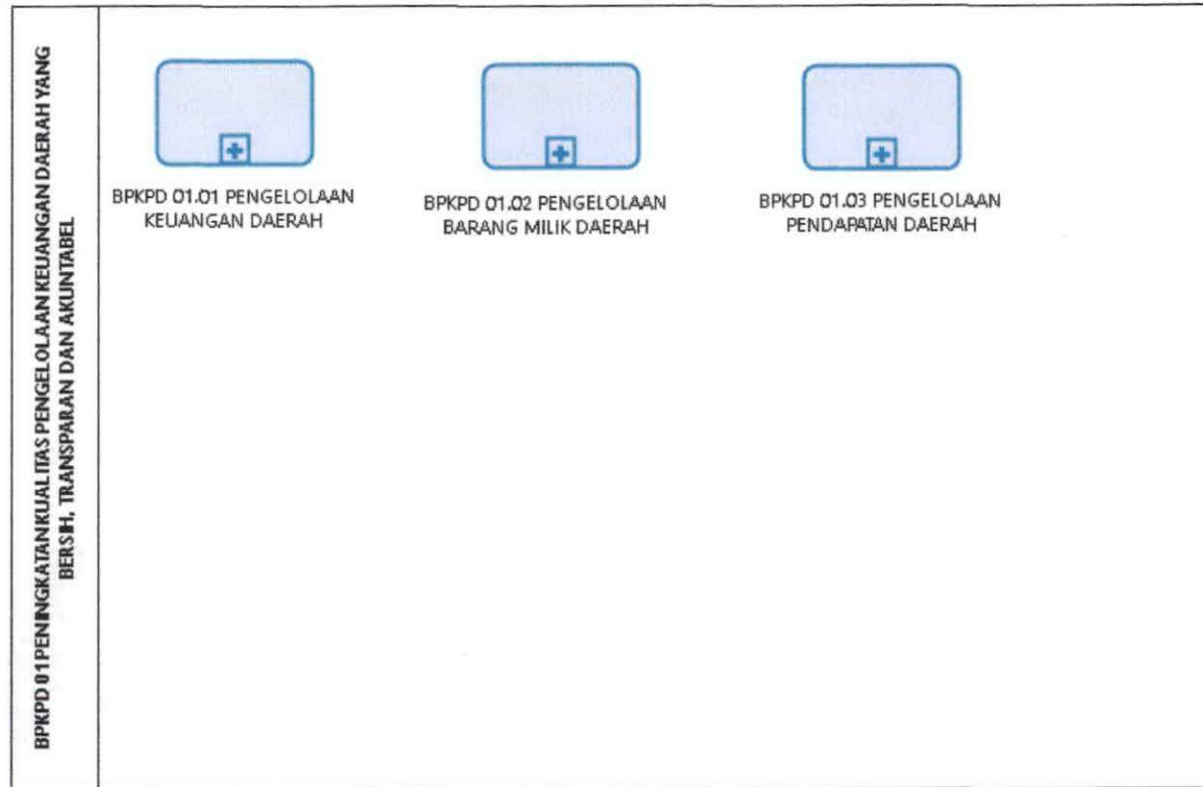 BPKPD 01 PENINGKATAN KUALITAS PENGELOLAAN KEUANGAN DAERAH YANG
BERSIH, TRANSPARAN DAN AKUNTABEL
BPKPD 01.01 PENGELOLAAN
KEUANGAN DAERAH
BPKPD 01.02 PENGELOLAAN
BARANG MILIK DAERAH
BPKPD 01.03 PENGELOLAAN
PENDAPATAN DAERAH